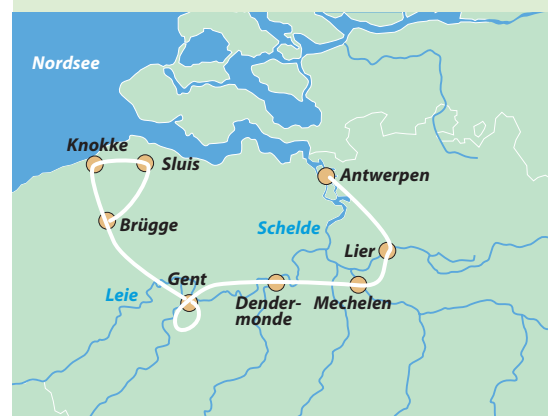 Nordsee
Knokke
Sluis
Antwerpen
Brügge
Schelde
Lier
Gent
Leie
Dender-
monde
Mechelen